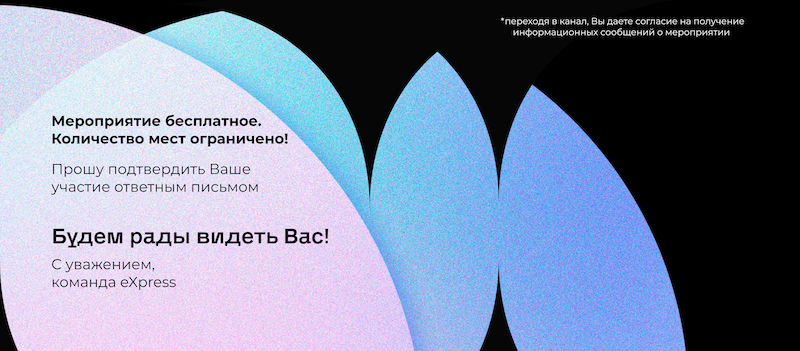 *переходя в канал, Вы даете согласие на получение
информационных сообщений о мероприятии
Мероприятие бесплатное.
Количество мест ограничено!
Прошу подтвердить Ваше
участие ответным письмом
Будем рады видеть Вас!
С уважением,
команда eXpress